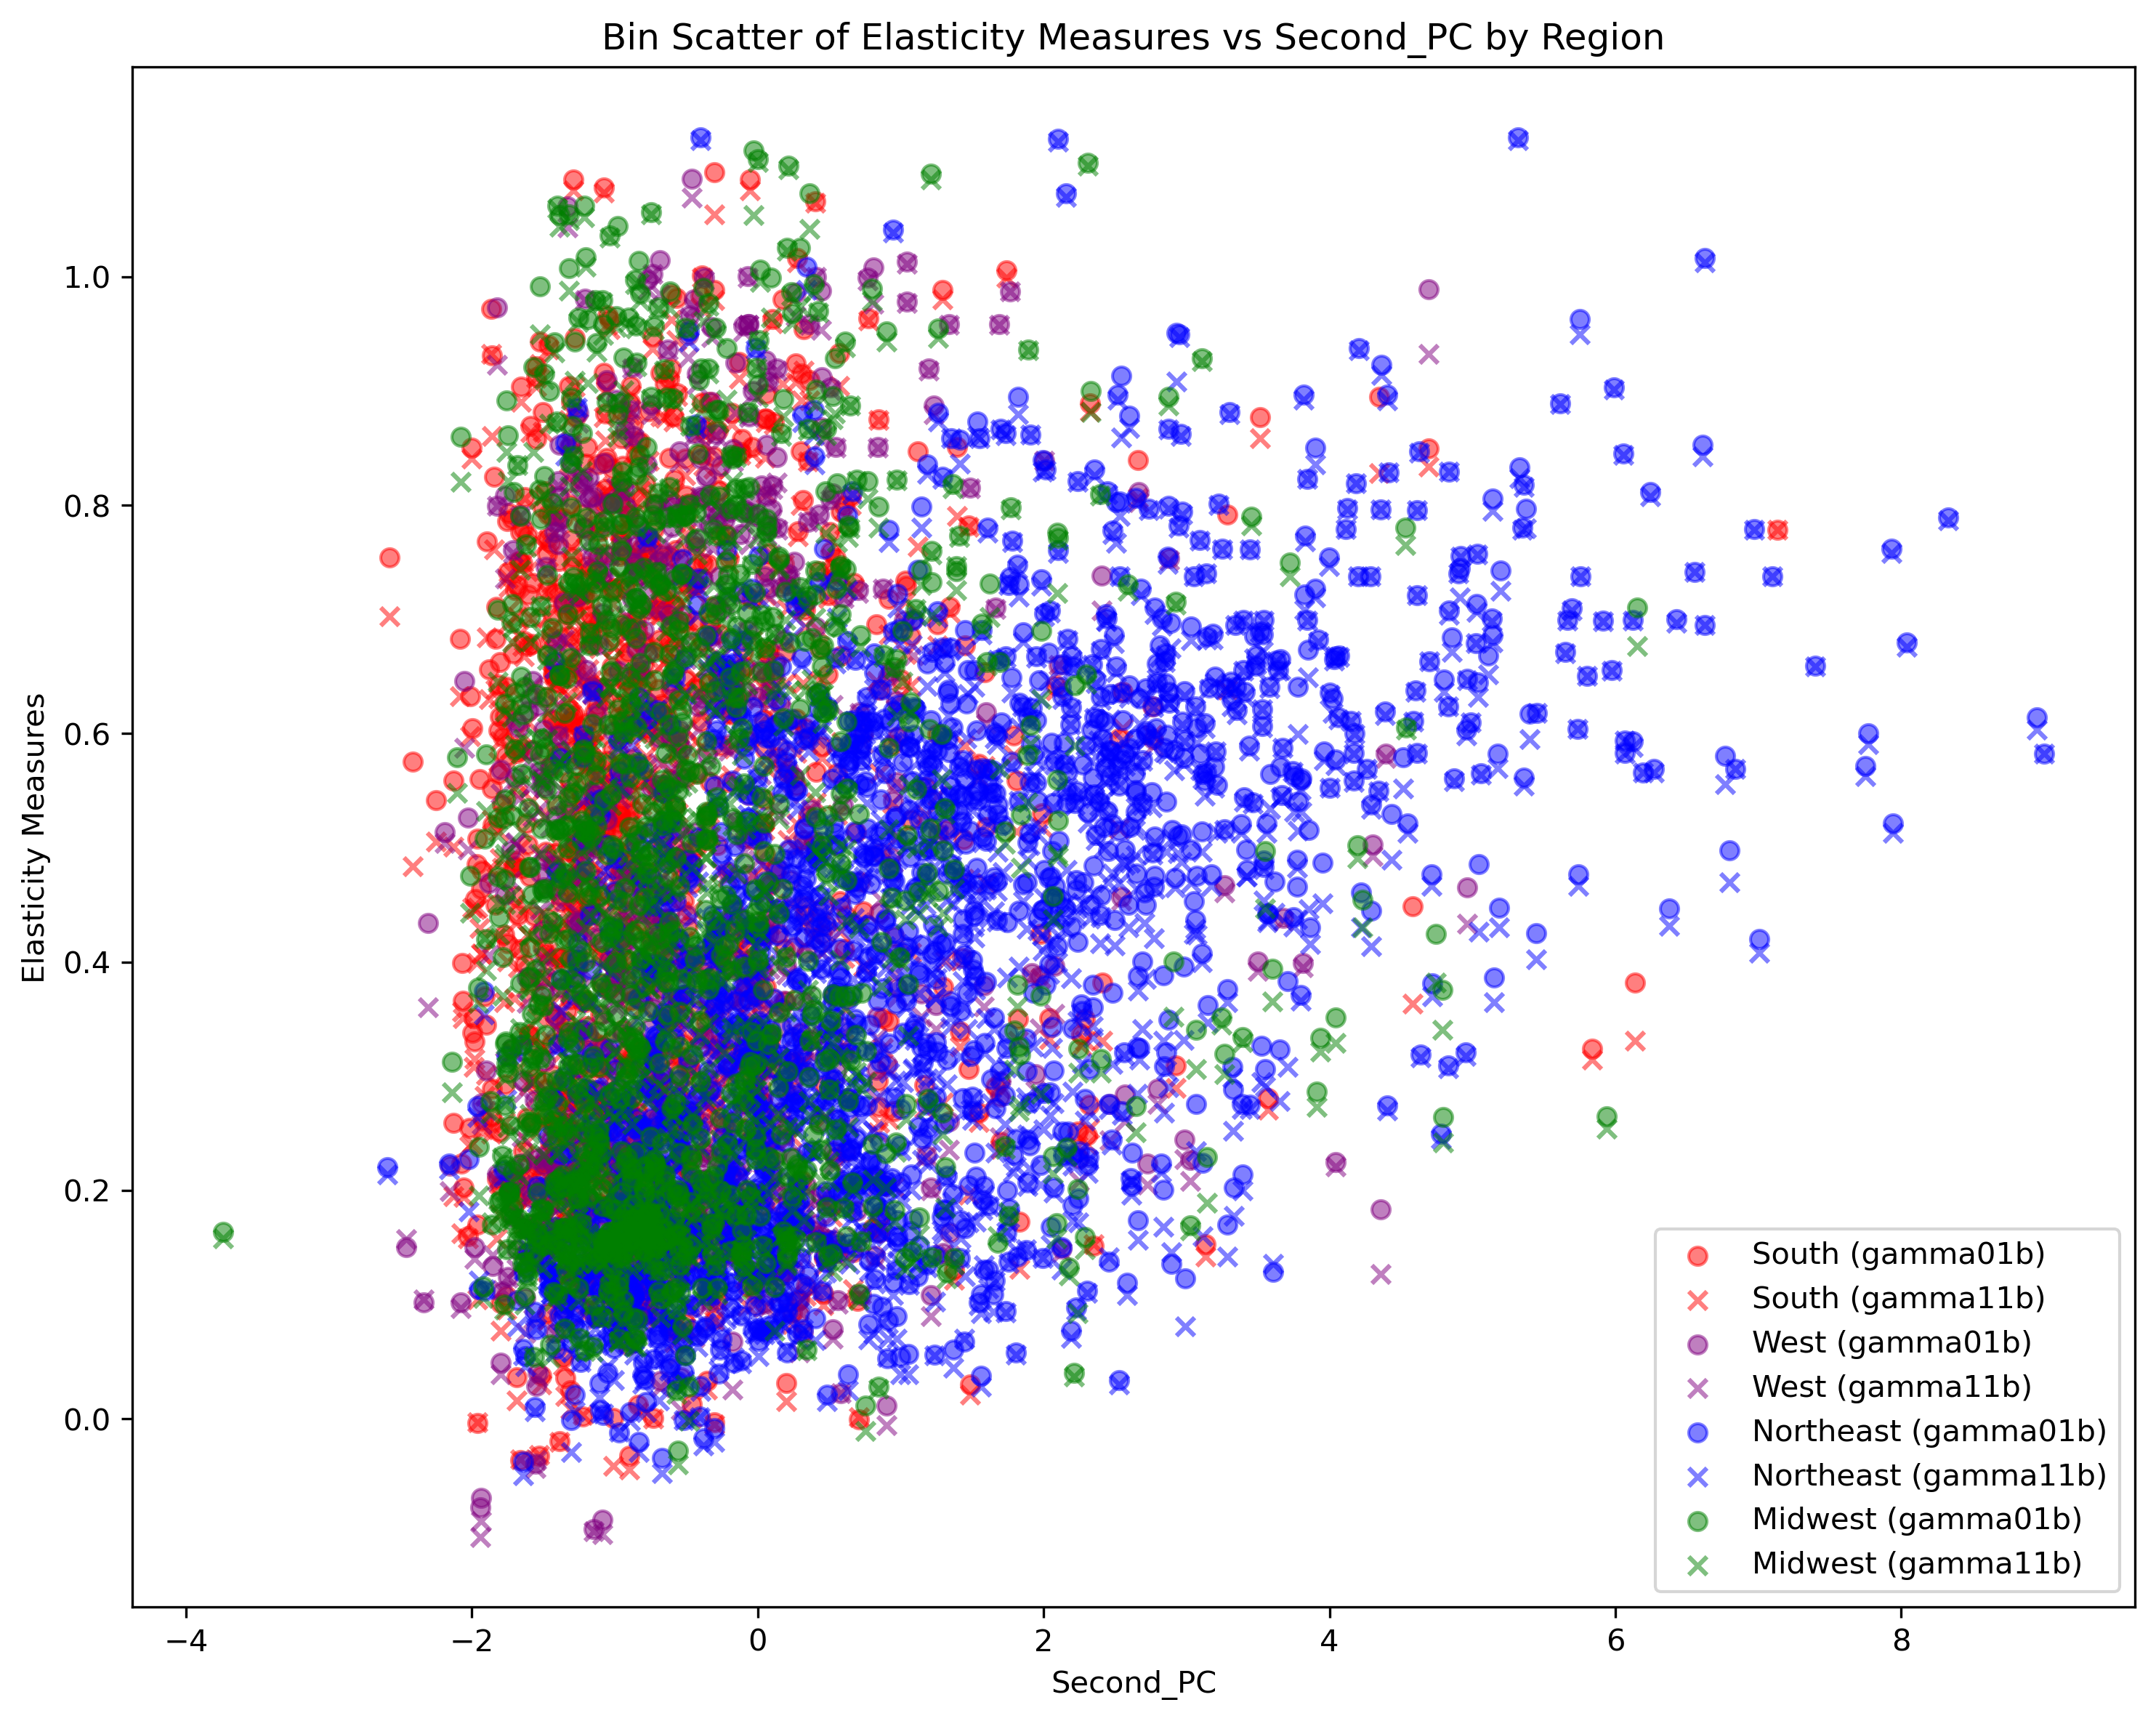 Bin Scatter of Elasticity Measures vs Second_PC by Region
Elasticity Measures
1.0
0.8
0.6
0.4
0.2
0.0
−4
−2
0
2
4
6
8
Second_PC
South (gamma01b)
South (gamma11b)
West (gamma01b)
West (gamma11b)
Northeast (gamma01b)
Northeast (gamma11b)
Midwest (gamma01b)
Midwest (gamma11b)